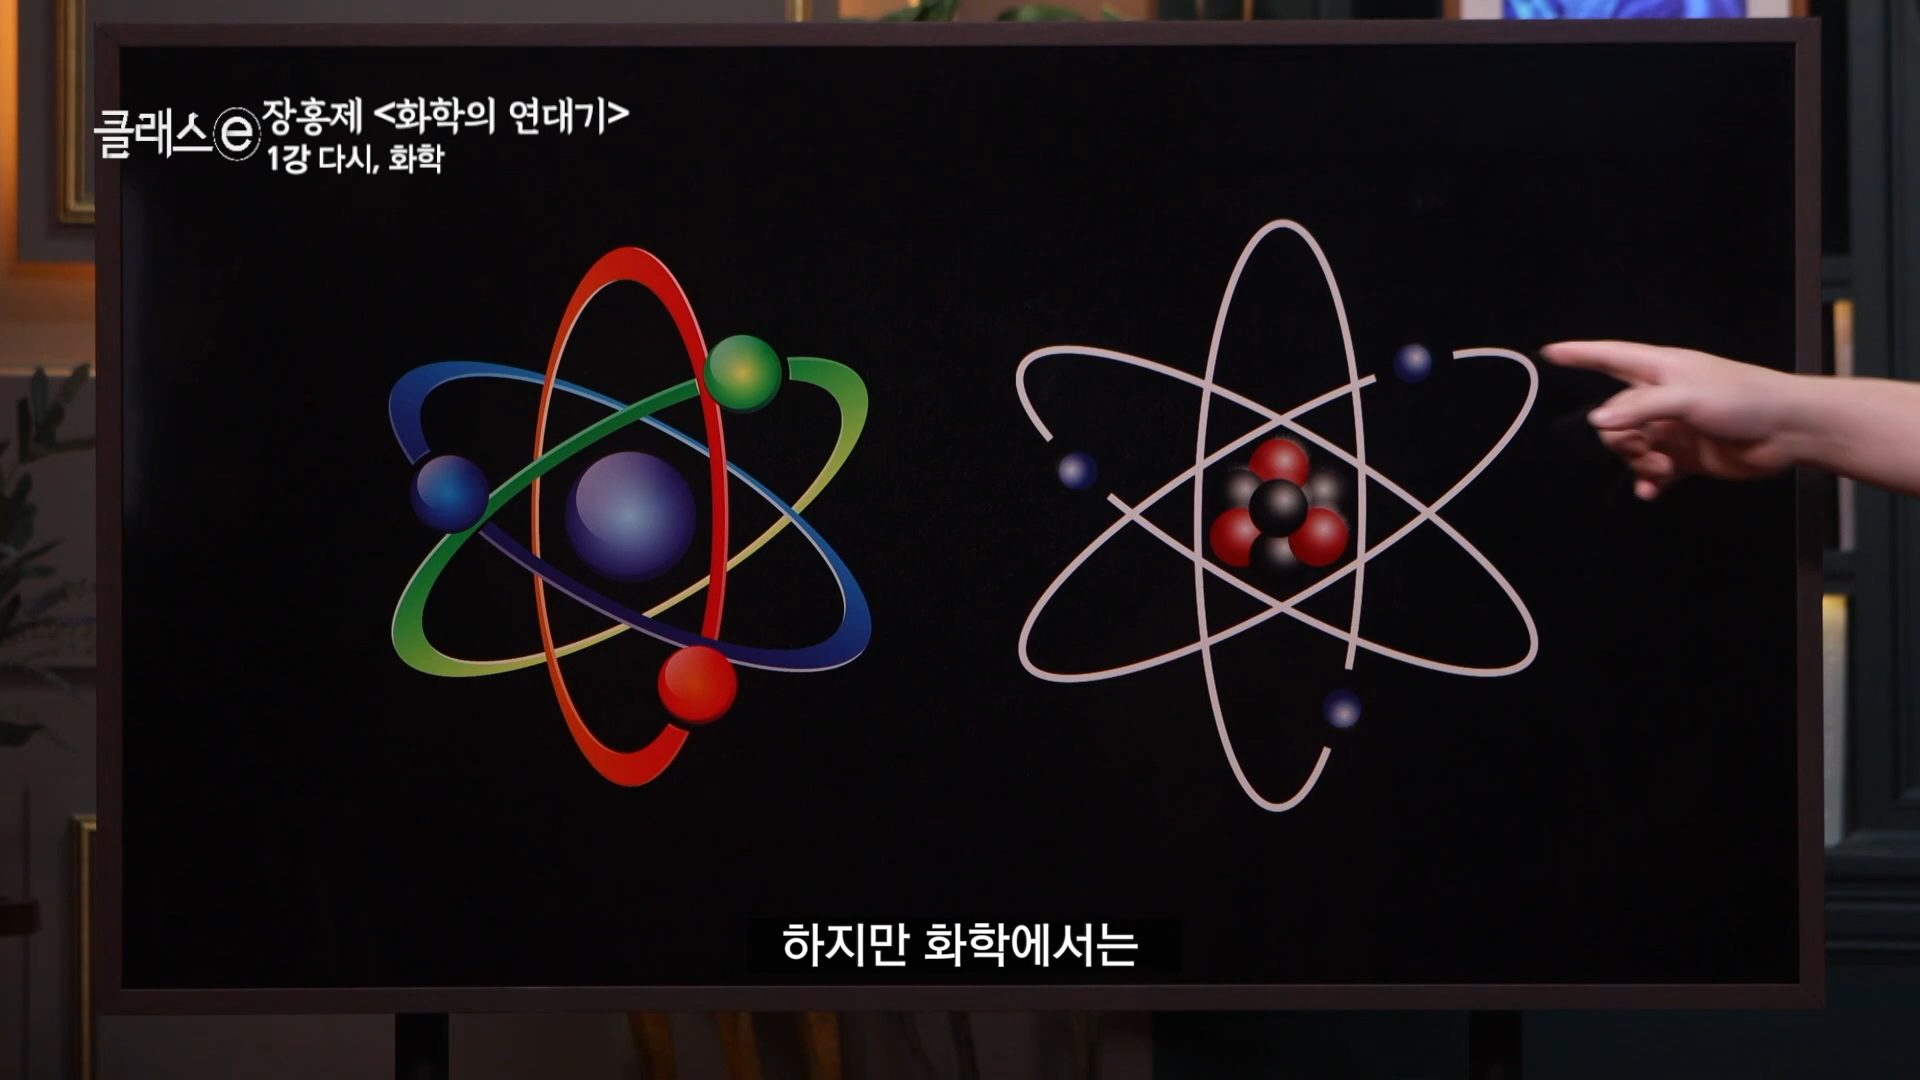 클래스e
장홍제 <화학의 연대기>
1강 다시, 화학
하지만 화학에서는